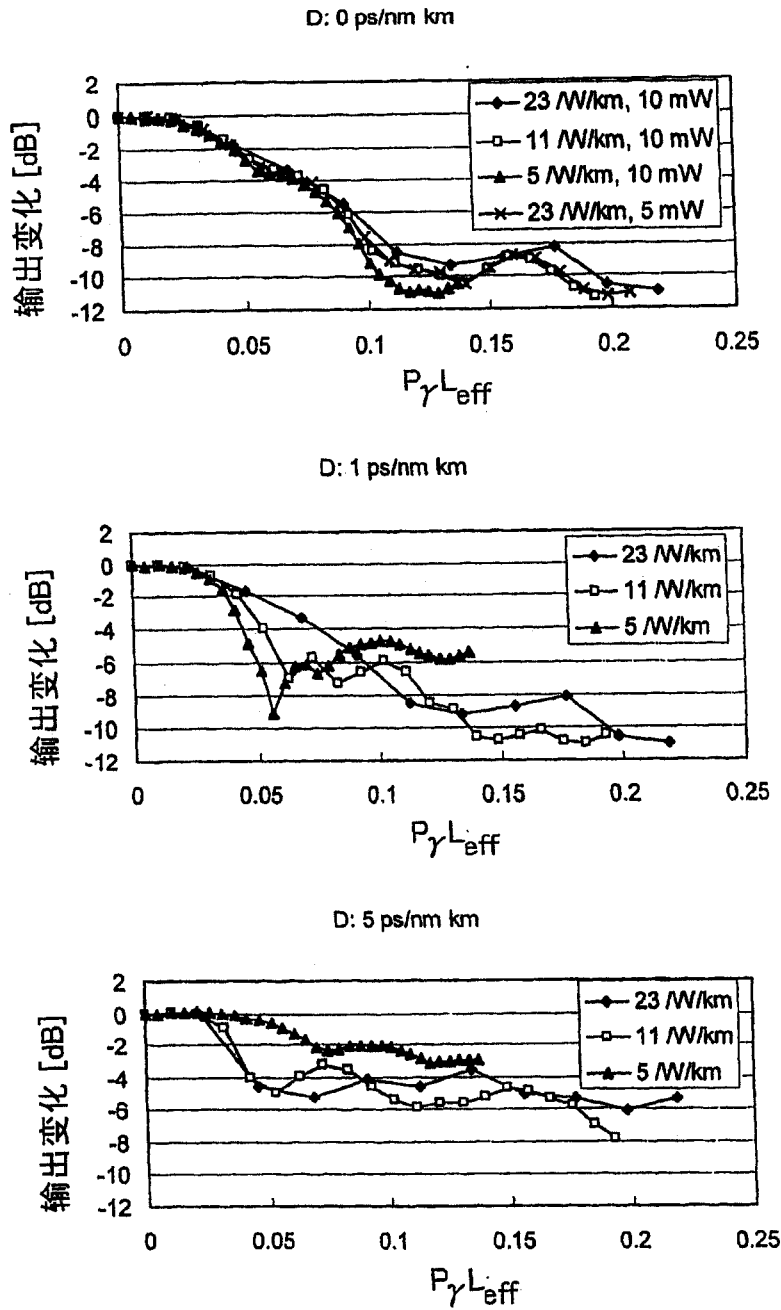 D: 0 ps/nm km
输出变化 [dB]
2
0
-2
-4
-6
-8
-10
-12
23 /W/km, 10 mW
11 /W/km, 10 mW
5 /W/km, 10 mW
23 /W/km, 5 mW
0 0.05 0.1 0.15 0.2 0.25
PγLeff
D: 1 ps/nm km
输出变化 [dB]
2
0
-2
-4
-6
-8
-10
-12
23 /W/km
11 /W/km
5 /W/km
0 0.05 0.1 0.15 0.2 0.25
PγLeff
D: 5 ps/nm km
输出变化 [dB]
2
0
-2
-4
-6
-8
-10
-12
23 /W/km
11 /W/km
5 /W/km
0 0.05 0.1 0.15 0.2 0.25
PγLeff